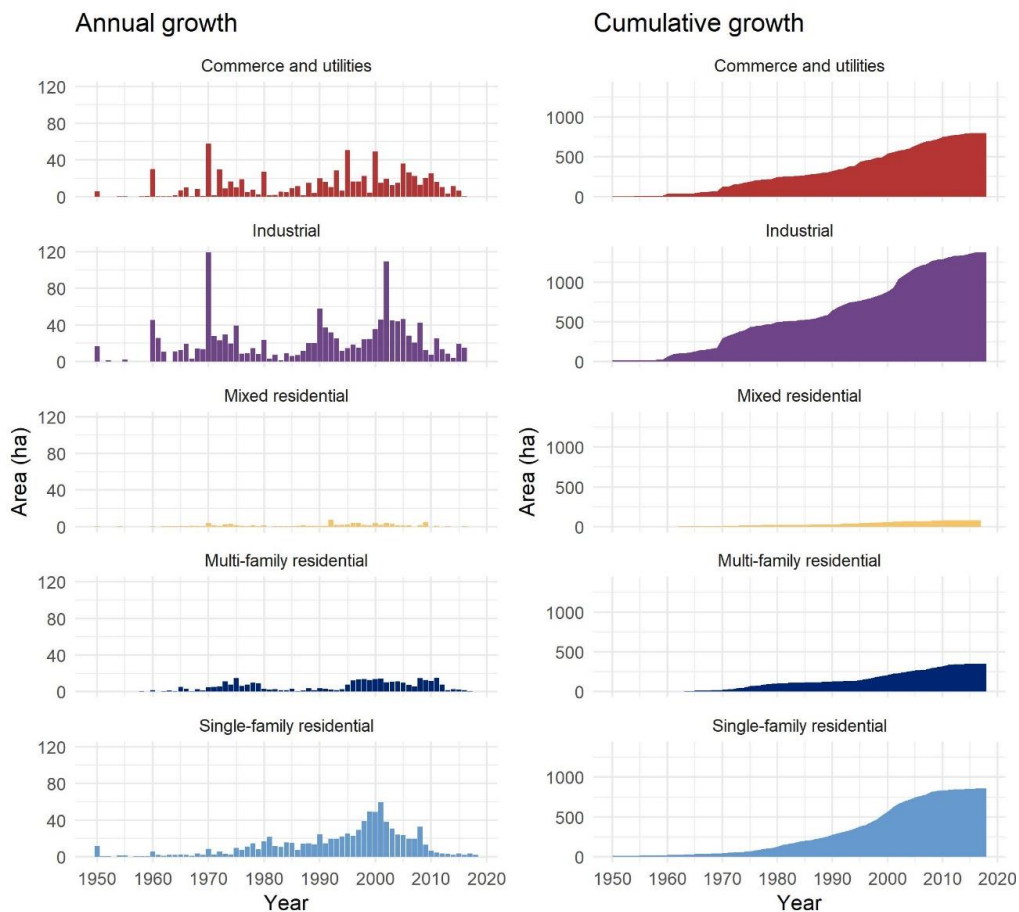 Annual growth
Commerce and utilities
120
80
40
0
Industrial
120
80
40
0
Mixed residential
120
80
40
0
Multi-family residential
120
80
40
0
Single-family residential
120
80
40
0
1950 1960 1970 1980 1990 2000 2010 2020
Year
Area (ha)
Cumulative growth
Commerce and utilities
1000
500
0
Industrial
1000
500
0
Mixed residential
1000
500
0
Multi-family residential
1000
500
0
Single-family residential
1000
500
0
1950 1960 1970 1980 1990 2000 2010 2020
Year
Area (ha)